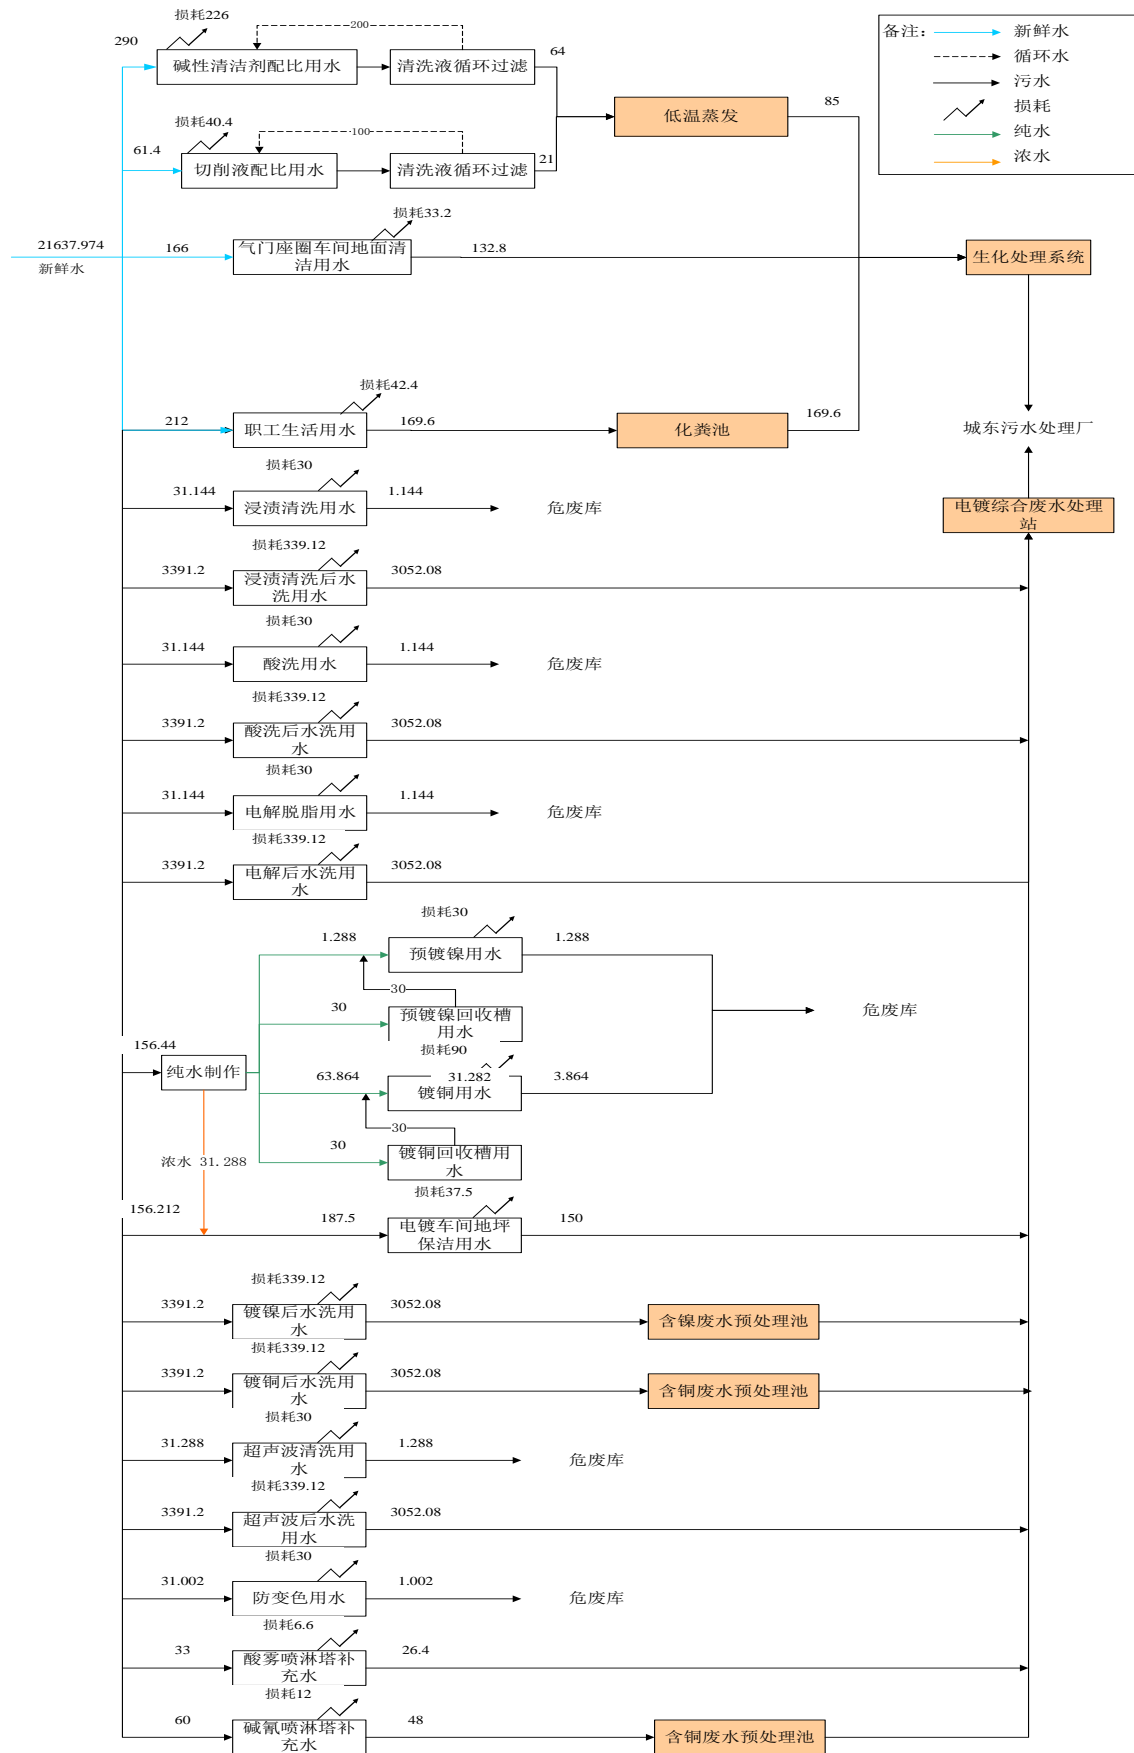 损耗226
200
290
碱性清洁剂配比用水
清洗液循环过滤
64
备注：
新鲜水
循环水
污水
损耗
纯水
浓水
低温蒸发
85
损耗40.4
100
61.4
切削液配比用水
清洗液循环过滤
21
损耗33.2
21637.974
新鲜水
166
气门座圈车间地面清
洁用水
132.8
生化处理系统
损耗42.4
212
职工生活用水
169.6
化粪池
169.6
城东污水处理厂
损耗30
31.144
浸渍清洗用水
1.144
危废库
电镀综合废水处理
站
损耗339.12
3391.2
浸渍清洗后水
洗用水
3052.08
损耗30
31.144
酸洗用水
1.144
危废库
损耗339.12
3391.2
酸洗后水洗用
水
3052.08
损耗30
31.144
电解脱脂用水
1.144
危废库
损耗339.12
3391.2
电解后水洗用
水
3052.08
损耗30
1.288
预镀镍用水
1.288
30
30
预镀镍回收槽
用水
危废库
损耗90
156.44
纯水制作
63.864
31.282
镀铜用水
3.864
30
30
镀铜回收槽用
水
浓水 31.288
损耗37.5
156.212
187.5
电镀车间地坪
保洁用水
150
损耗339.12
3391.2
镀镍后水洗用
水
3052.08
含镍废水预处理池
损耗339.12
3391.2
镀铜后水洗用
水
3052.08
含铜废水预处理池
损耗30
31.288
超声波清洗用
水
1.288
危废库
损耗339.12
3391.2
超声波后水洗
用水
3052.08
损耗30
31.002
防变色用水
1.002
危废库
损耗6.6
33
酸雾喷淋塔补
充水
26.4
损耗12
60
碱氰喷淋塔补
充水
48
含铜废水预处理池